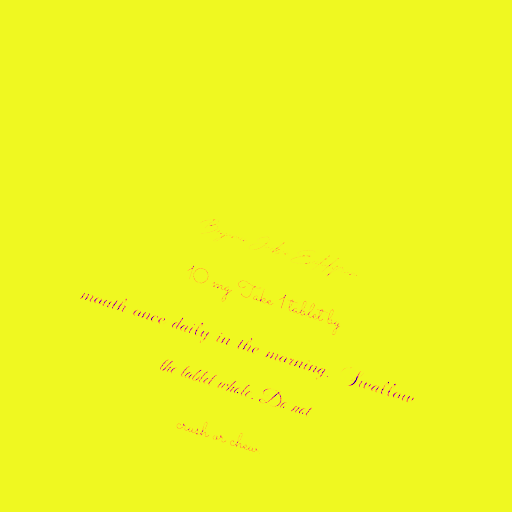 10 mg Take 1 tablet by
mouth once daily in the morning. Swallow
the tablet whole. Do not
crush or chew